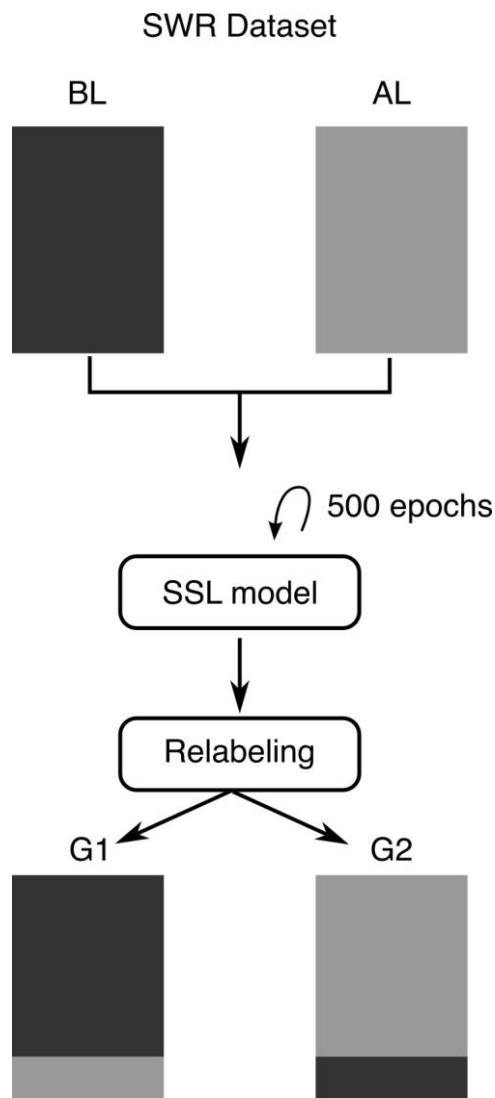 SWR Dataset
BL
AL
500 epochs
SSL model
Relabeling
G1
G2